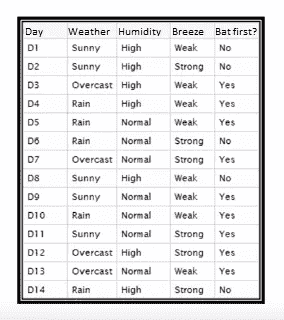 Day Weather Humidity Breeze Bat first?
D1 Sunny High Weak No
D2 Sunny High Strong No
D3 Overcast High Weak Yes
D4 Rain High Weak Yes
D5 Rain Normal Weak Yes
D6 Rain Normal Strong No
D7 Overcast Normal Strong Yes
D8 Sunny High Weak No
D9 Sunny Normal Weak Yes
D10 Rain Normal Weak Yes
D11 Sunny Normal Strong Yes
D12 Overcast High Strong Yes
D13 Overcast Normal Weak Yes
D14 Rain High Strong No